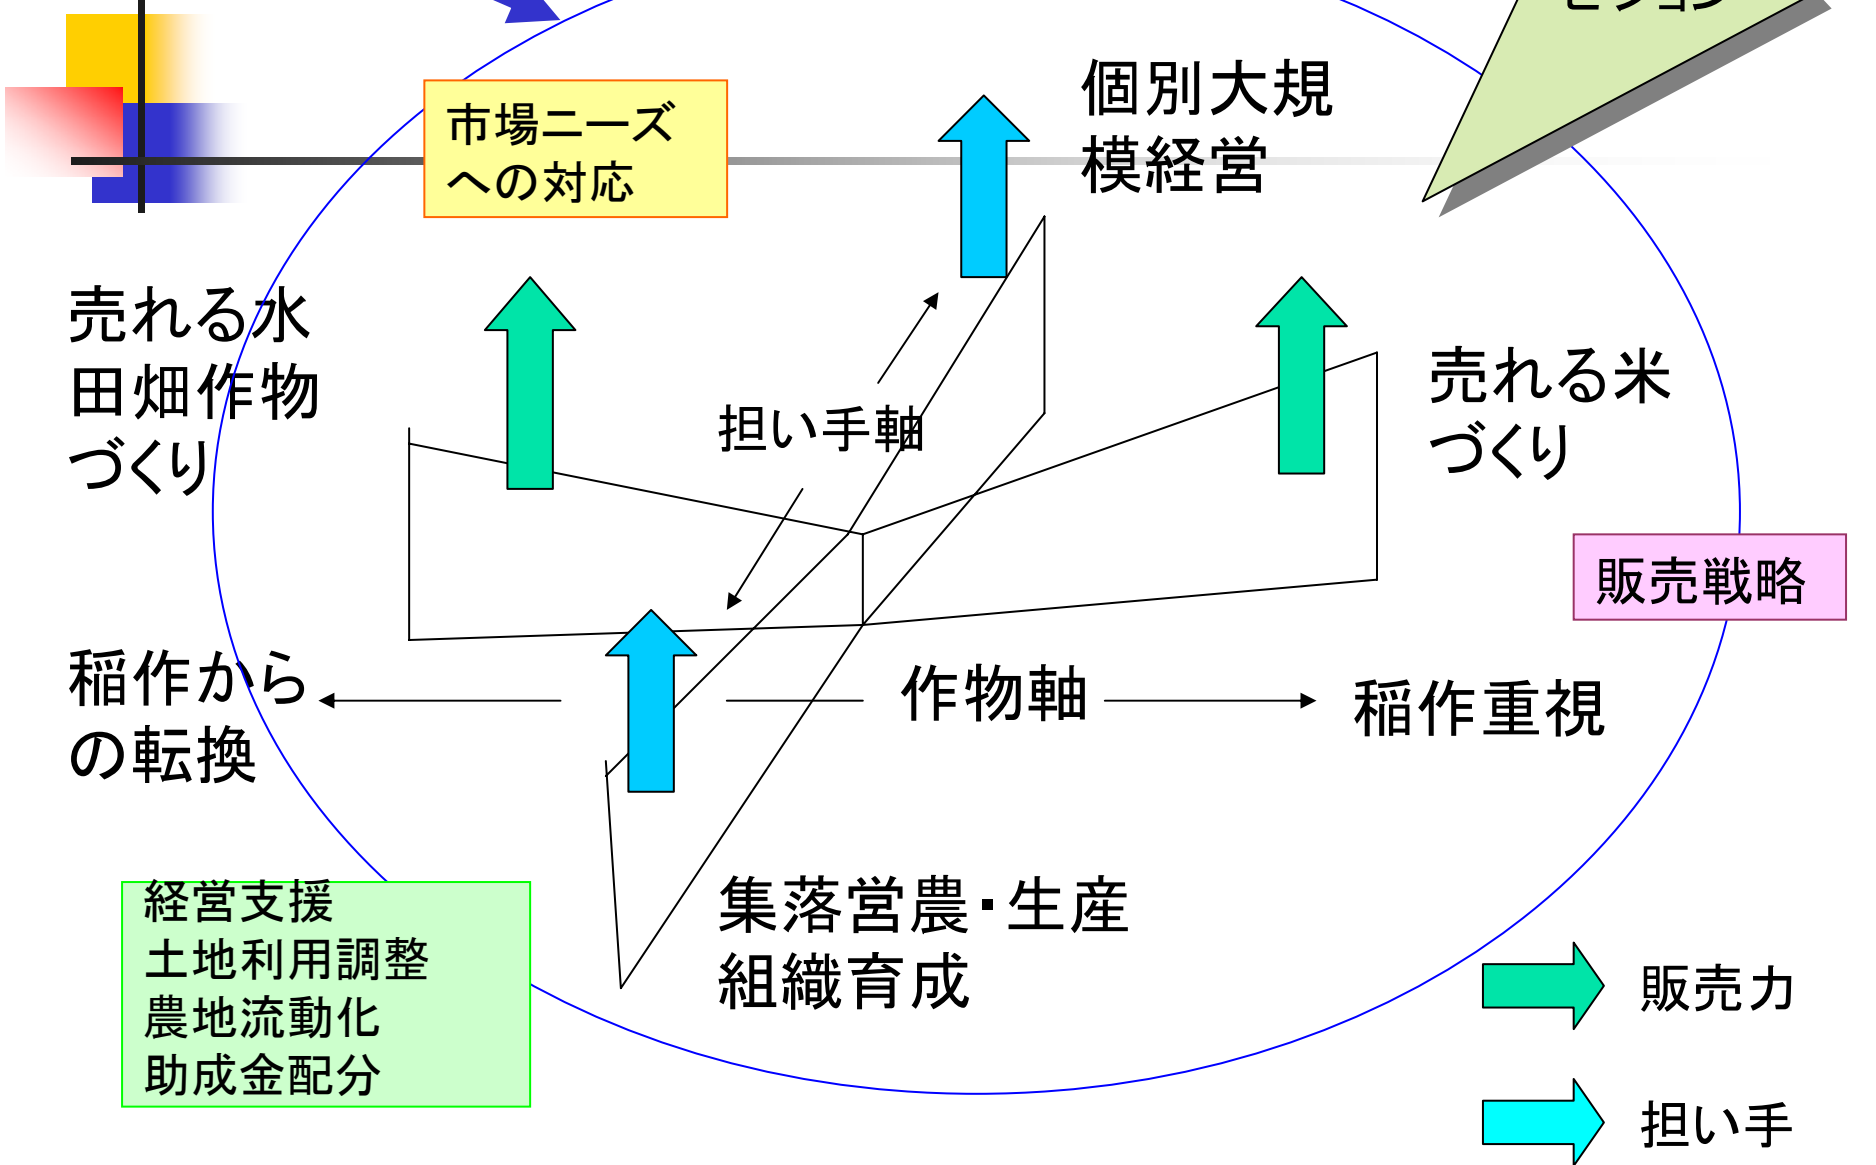 ビジョン
市場ニーズ
への対応
個別大規
模経営
売れる水
田畑作物
づくり
担い手軸
売れる米
づくり
販売戦略
稲作から
の転換
作物軸
稲作重視
経営支援
土地利用調整
農地流動化
助成金配分
集落営農・生産
組織育成
販売力
担い手